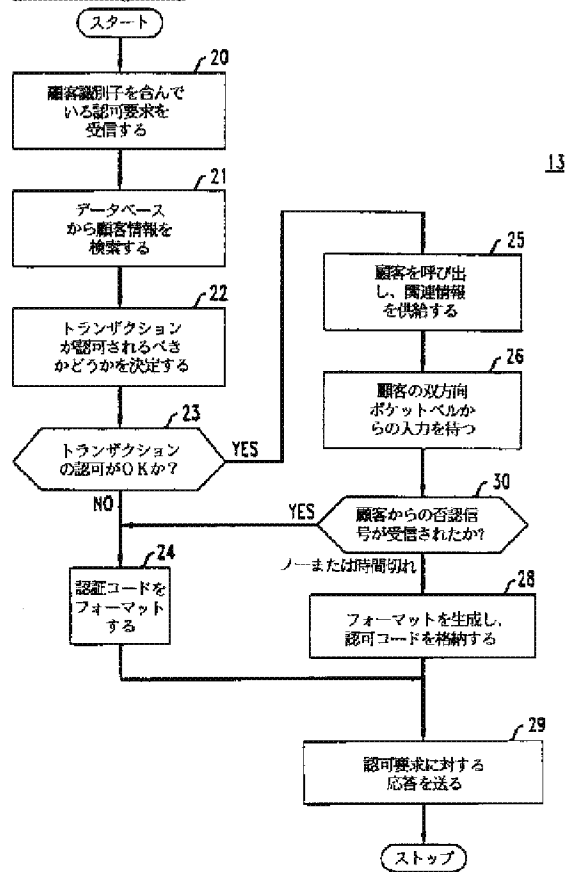 スタート
20
顧客識別子を含んで
いる認可要求を
受信する
21
データベース
から顧客情報を
検索する
22
トランザクション
が認可されるべき
かどうかを決定する
23
トランザクション
の認可がOKか?
YES
NO
24
認証コードを
フォーマット
する
13
25
顧客を呼び出
し、関連情報
を供給する
26
顧客の双方向
ポケットベルか
らの入力を待つ
30
顧客からの否認信
号が受信されたか?
YES
ノーまたは時間切れ
28
フォーマットを生成し、
認可コードを格納する
29
認可要求に対する
応答を送る
ストップ